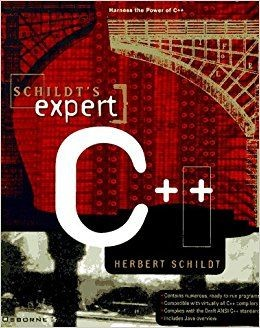 Harness the Power of C++
[SCHILDT'S
expert]
C++
HERBERT SCHILDT
• Contains numerous, ready to run programs
• Compatible with virtually all C++ compilers
• Complies with the Draft ANSI C++ standard
• Includes Java overview
OSBORNE